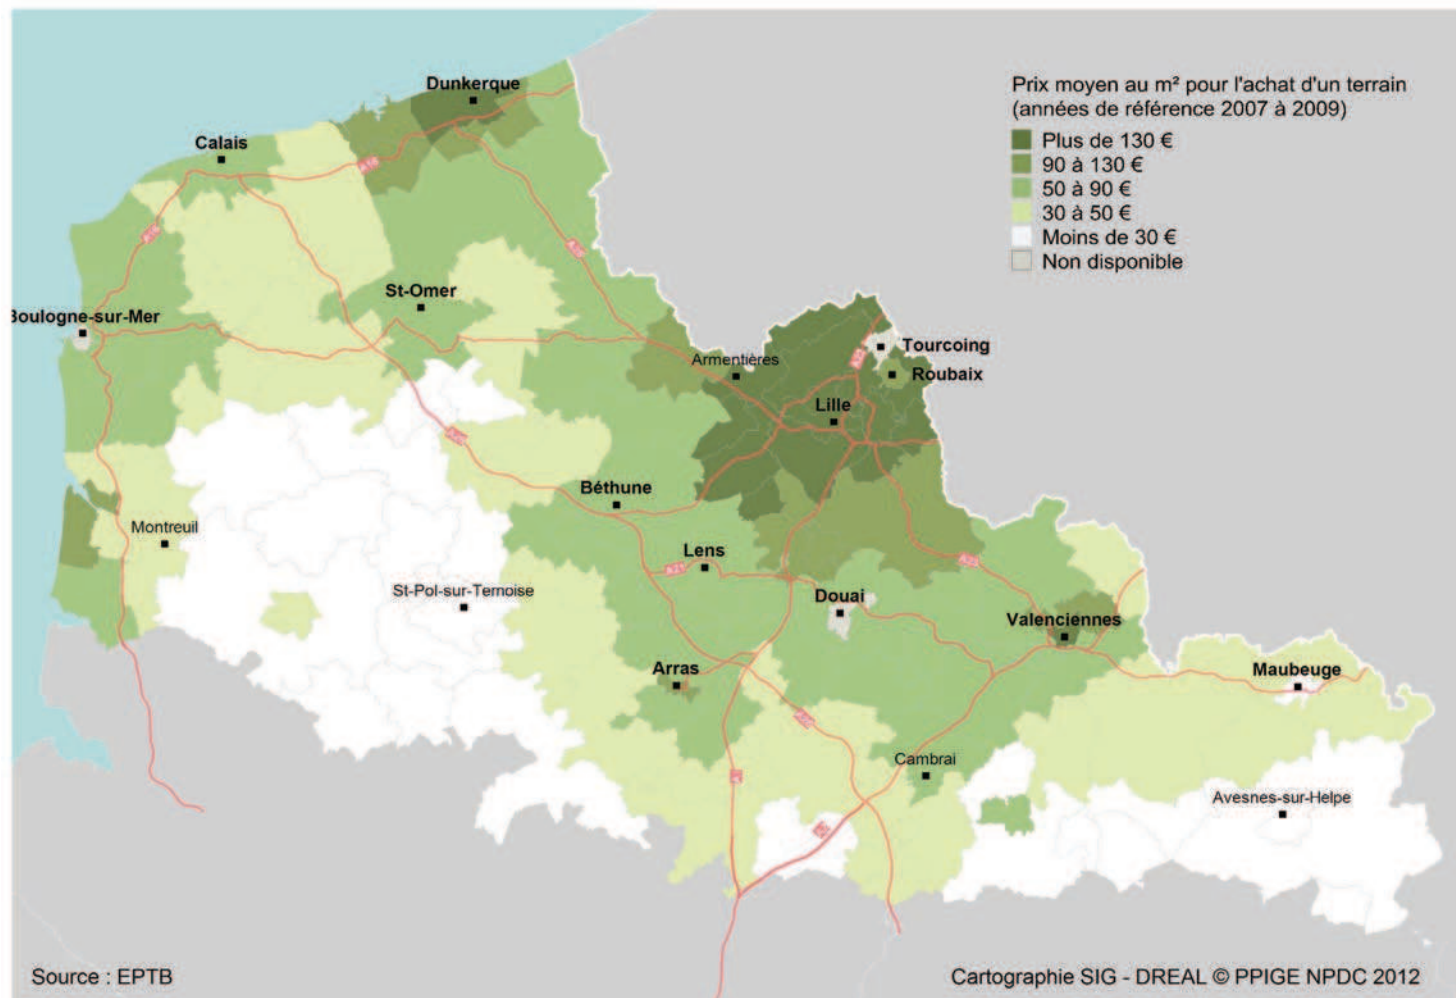 Prix moyen au m² pour l'achat d'un terrain
(années de référence 2007 à 2009)
Plus de 130 €
90 à 130 €
50 à 90 €
30 à 50 €
Moins de 30 €
Non disponible
Dunkerque
Calais
St-Omer
Boulogne-sur-Mer
Armentières
Tourcoing
Roubaix
Lille
Béthune
Montreuil
Lens
St-Pol-sur-Ternoise
Douai
Valenciennes
Arras
Maubeuge
Cambrai
Avesnes-sur-Helpe
Source : EPTB
Cartographie SIG - DREAL © PPIGE NPDC 2012